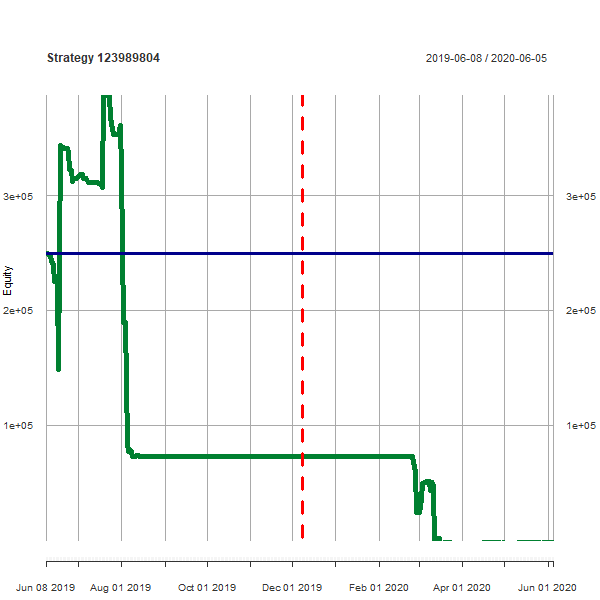 Strategy 123989804
2019-06-08 / 2020-06-05
3e+05
3e+05
Equity
2e+05
2e+05
1e+05
1e+05
Jun 08 2019
Aug 01 2019
Oct 01 2019
Dec 01 2019
Feb 01 2020
Apr 01 2020
Jun 01 2020